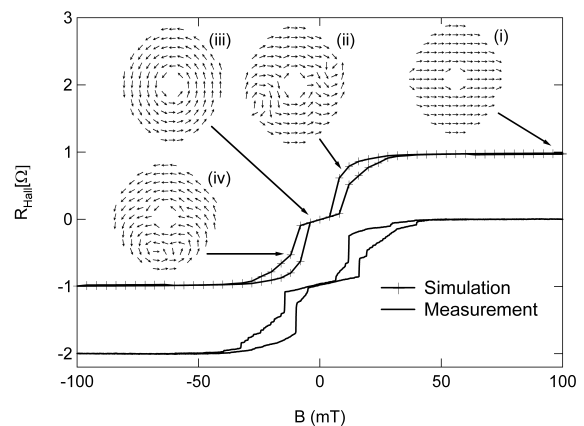 (iii)
(ii)
(i)
(iv)
R_Hall[Ω]
3
2
1
0
-1
-2
Simulation
Measurement
-100
-50
0
50
100
B (mT)